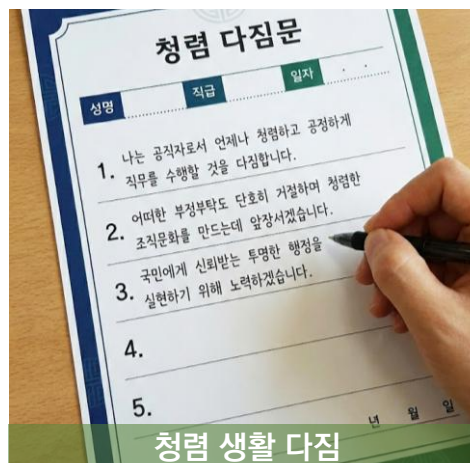 청렴 다짐문
성명 직급 일자 . .
1. 나는 공직자로서 언제나 청렴하고 공정하게
직무를 수행할 것을 다짐합니다.
2. 어떠한 부정부탁도 단호히 거절하며 청렴한
조직문화를 만드는데 앞장서겠습니다.
3. 국민에게 신뢰받는 투명한 행정을
실현하기 위해 노력하겠습니다.
4.
5.
년 월 일
청렴 생활 다짐